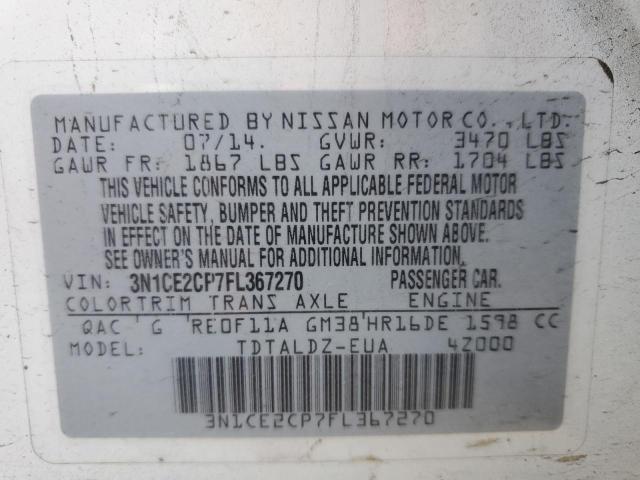 MANUFACTURED BY NISSAN MOTOR CO., LTD.
DATE: 07/14. GVWR: 3470 LBS
GAWR FR: 1867 LBS GAWR RR: 1704 LBS
THIS VEHICLE CONFORMS TO ALL APPLICABLE FEDERAL MOTOR
VEHICLE SAFETY, BUMPER AND THEFT PREVENTION STANDARDS
IN EFFECT ON THE DATE OF MANUFACTURE SHOWN ABOVE.
SEE OWNER'S MANUAL FOR ADDITIONAL INFORMATION.
VIN: 3N1CE2CP7FL367270 PASSENGER CAR.
COLOR TRIM TRANS AXLE ENGINE
QAC G RE0F11A GM38 HR16DE 1598 CC
MODEL: TDTALDZ-EUA 4Z000
3N1CE2CP7FL367270